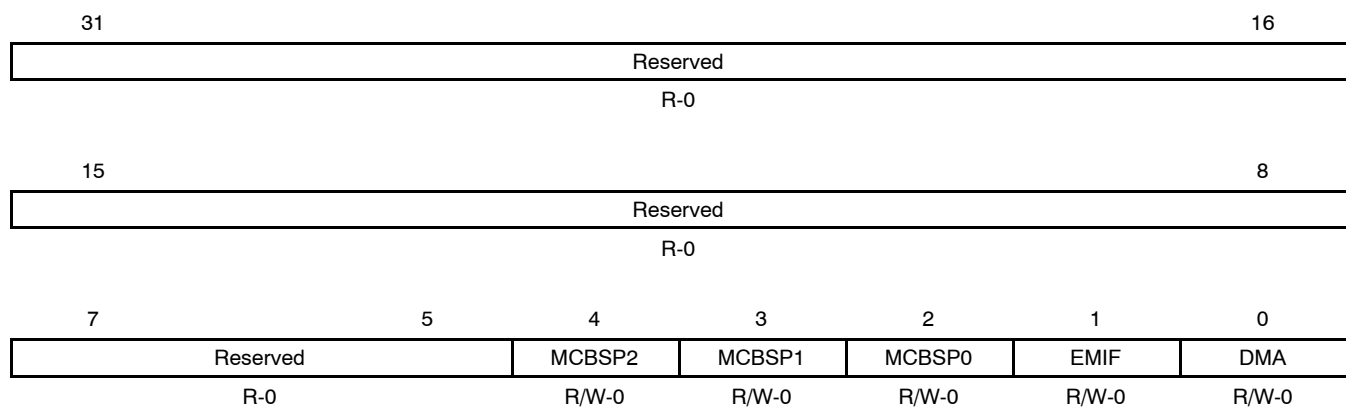 31 16
Reserved
R-0
15 8
Reserved
R-0
7 5 4 3 2 1 0
Reserved MCBSP2 MCBSP1 MCBSP0 EMIF DMA
R-0 R/W-0 R/W-0 R/W-0 R/W-0 R/W-0